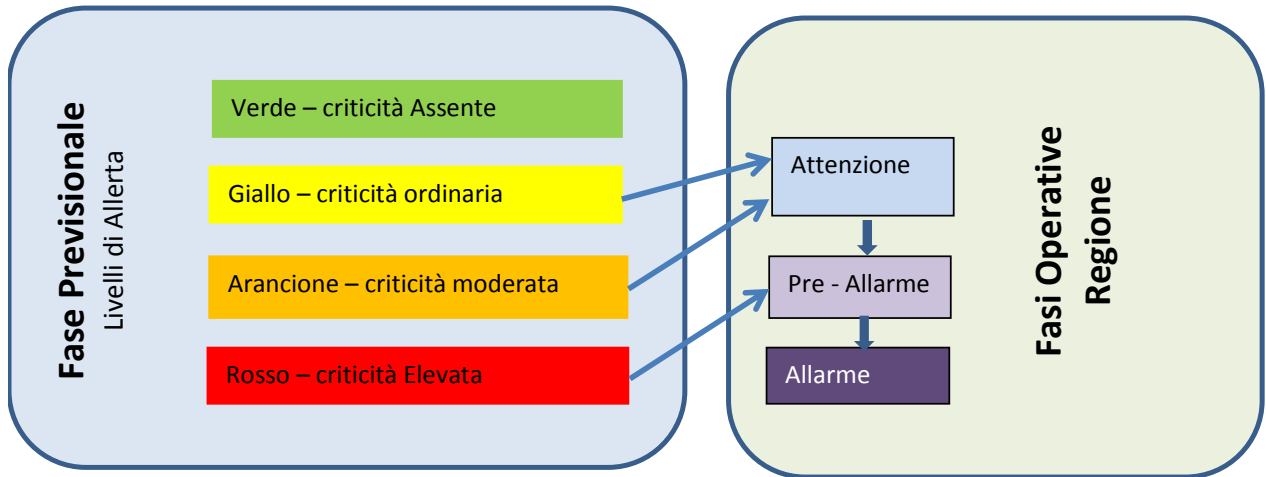 Fase Previsionale
Livelli di Allerta
Verde – criticità Assente
Giallo – criticità ordinaria
Arancione – criticità moderata
Rosso – criticità Elevata
Attenzione
Pre - Allarme
Allarme
Fasi Operative
Regione